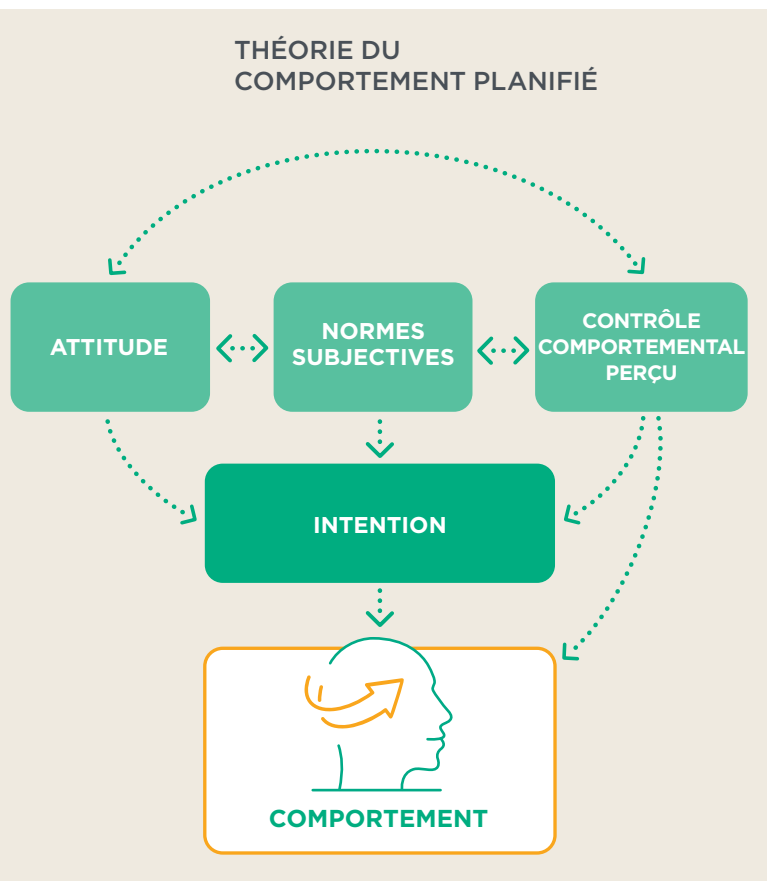 THÉORIE DU
COMPORTEMENT PLANIFIÉ
ATTITUDE
NORMES
SUBJECTIVES
CONTRÔLE
COMPORTEMENTAL
PERÇU
INTENTION
COMPORTEMENT